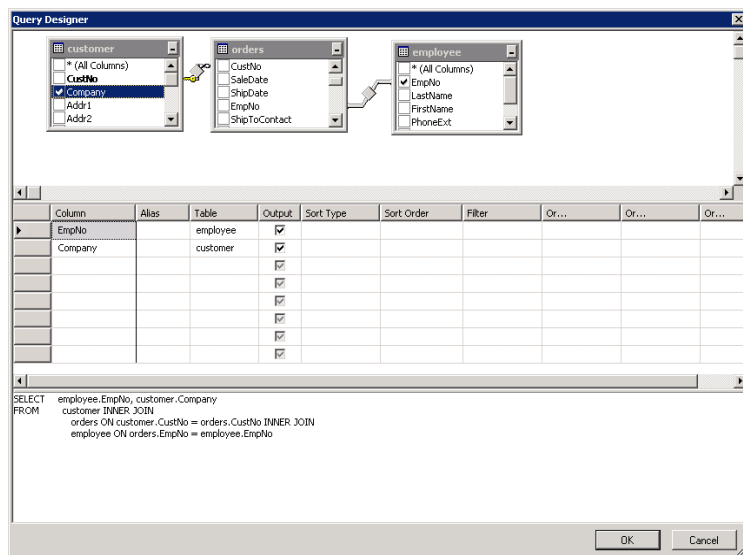 Query Designer
customer
* (All Columns)
CustNo
Company
Addr1
Addr2
orders
CustNo
SaleDate
ShipDate
EmpNo
ShipToContact
employee
* (All Columns)
EmpNo
LastName
FirstName
PhoneExt
Column Alias Table Output Sort Type Sort Order Filter Or... Or... Or...
EmpNo employee
Company customer
SELECT employee.EmpNo, customer.Company
FROM customer INNER JOIN
orders ON customer.CustNo = orders.CustNo INNER JOIN
employee ON orders.EmpNo = employee.EmpNo
OK Cancel